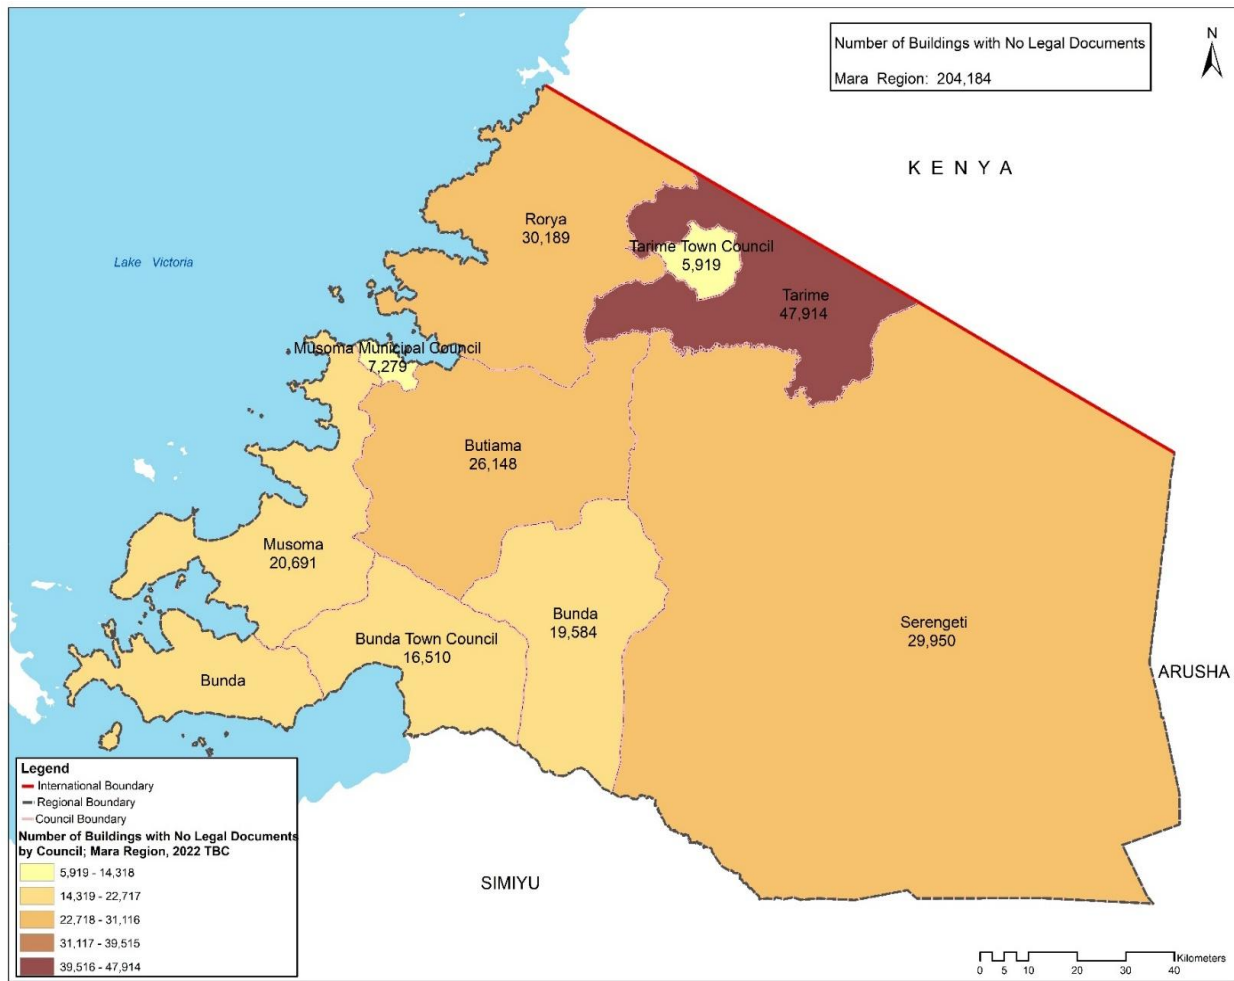 Number of Buildings with No Legal Documents
Mara Region: 204,184
N
KENYA
Rorya
30,189
Tarime Town Council
5,919
Lake Victoria
Tarime
47,914
Musoma Municipal Council
7,279
Butiama
26,148
Musoma
20,691
Bunda
19,584
Serengeti
29,950
Bunda Town Council
16,510
ARUSHA
Bunda
SIMIYU
Legend
International Boundary
Regional Boundary
Council Boundary
Number of Buildings with No Legal Documents
by Council; Mara Region, 2022 TBC
5,919 - 14,318
14,319 - 22,717
22,718 - 31,116
31,117 - 39,515
39,516 - 47,914
Kilometers
0 5 10 20 30 40